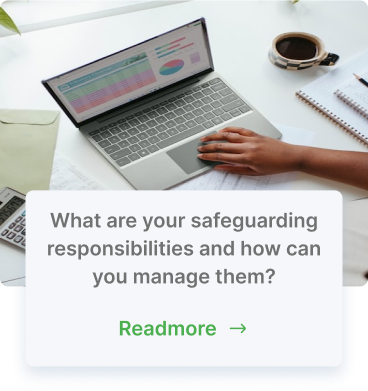 What are your safeguarding
responsibilities and how can
you manage them?
Readmore →